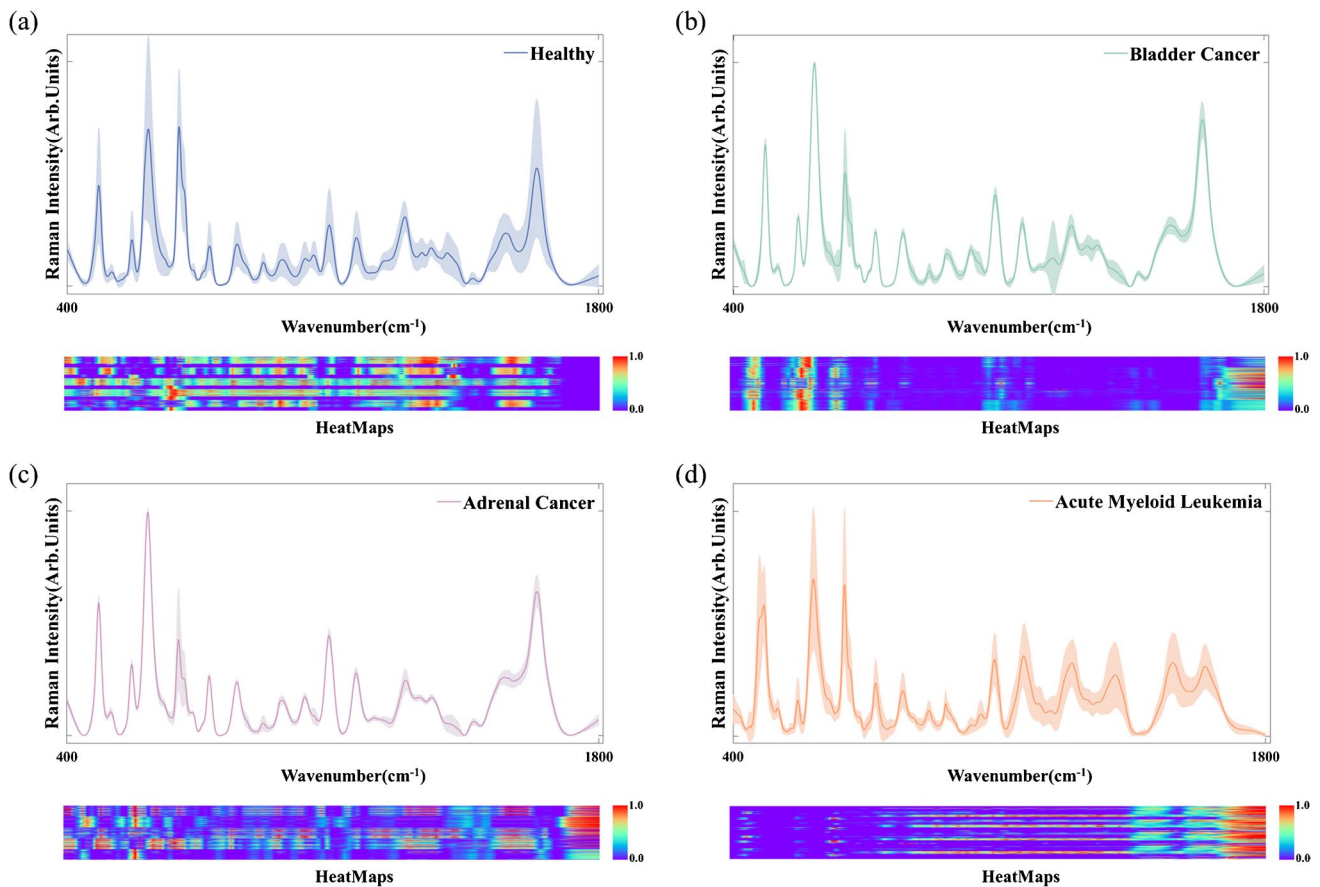 (a)
Healthy
Raman Intensity(Arb.Units)
400
1800
Wavenumber(cm-1)
1.0
0.0
HeatMaps
(b)
Bladder Cancer
Raman Intensity(Arb.Units)
400
1800
Wavenumber(cm-1)
1.0
0.0
HeatMaps
(c)
Adrenal Cancer
Raman Intensity(Arb.Units)
400
1800
Wavenumber(cm-1)
1.0
0.0
HeatMaps
(d)
Acute Myeloid Leukemia
Raman Intensity(Arb.Units)
400
1800
Wavenumber(cm-1)
1.0
0.0
HeatMaps